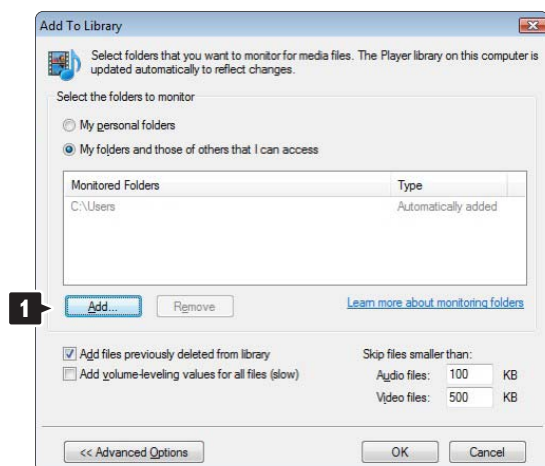 Add To Library
Select folders that you want to monitor for media files. The Player library on this computer is
updated automatically to reflect changes.
Select the folders to monitor
My personal folders
My folders and those of others that I can access
Monitored Folders Type
C:\Users Automatically added
1
Add... Remove Learn more about monitoring folders
Add files previously deleted from library
Add volume-leveling values for all files (slow)
Skip files smaller than:
Audio files: 100 KB
Video files: 500 KB
<< Advanced Options OK Cancel